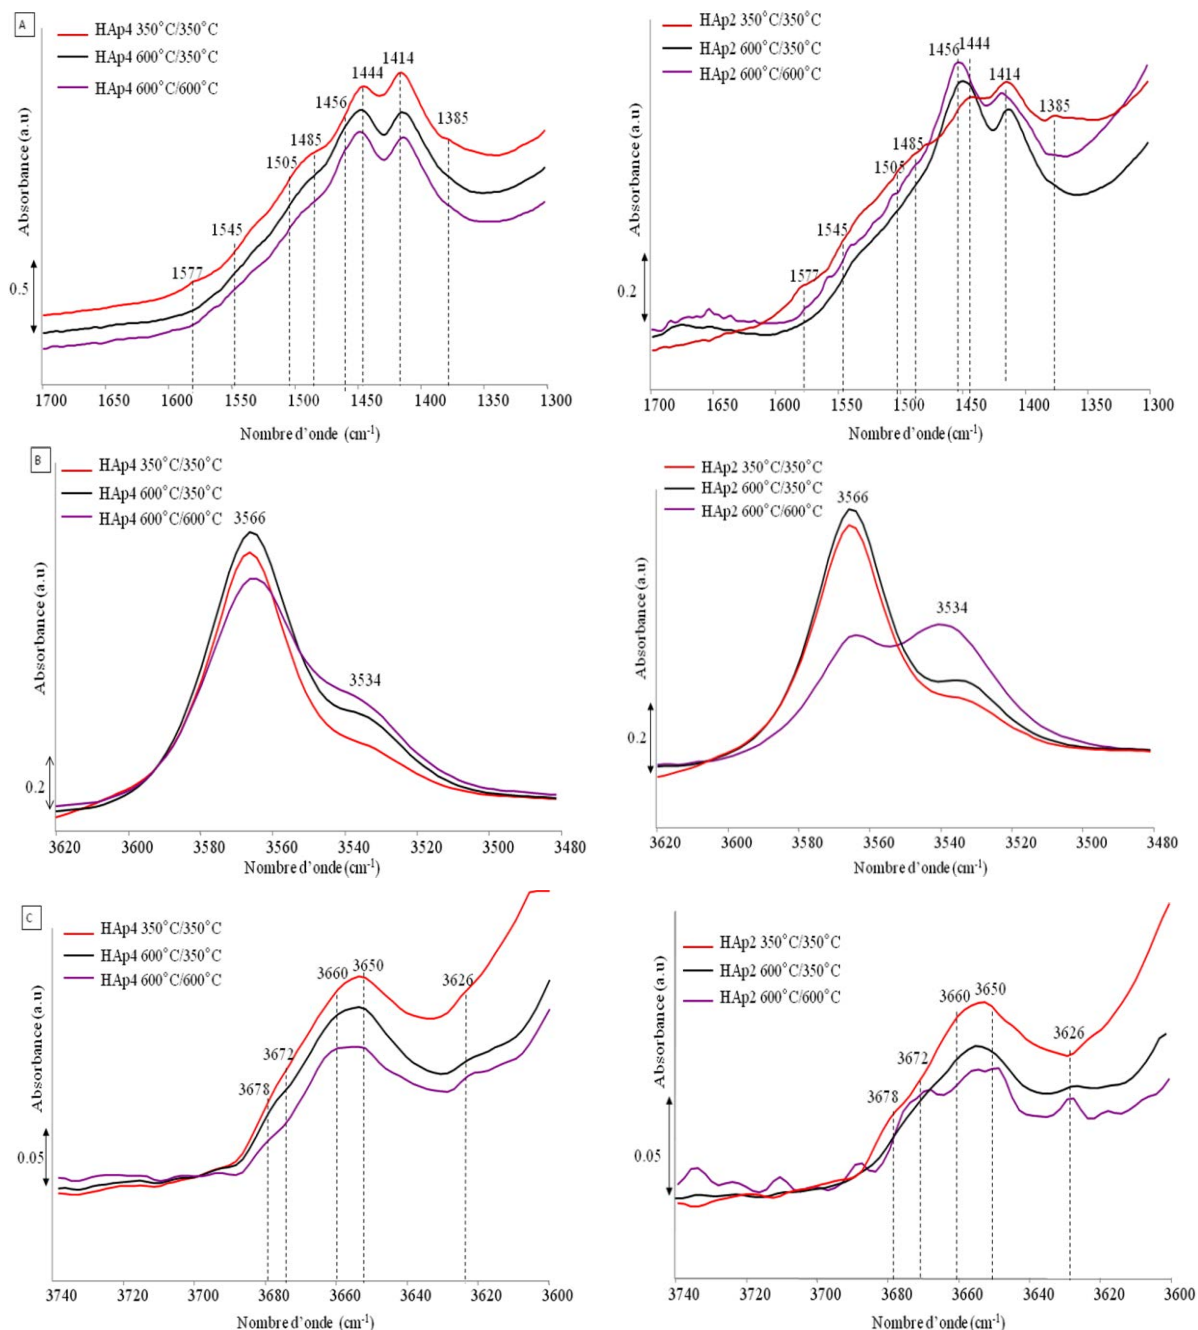 A
HAp4 350°C/350°C
HAp4 600°C/350°C
HAp4 600°C/600°C
Absorbance (a.u)
0.5
1577
1545
1505
1485
1456
1444
1414
1385
1700 1650 1600 1550 1500 1450 1400 1350 1300
Nombre d’onde (cm-1)
HAp2 350°C/350°C
HAp2 600°C/350°C
HAp2 600°C/600°C
Absorbance (a.u)
0.2
1577
1545
1505
1485
1456
1444
1414
1385
1700 1650 1600 1550 1500 1450 1400 1350 1300
Nombre d’onde (cm-1)
B
HAp4 350°C/350°C
HAp4 600°C/350°C
HAp4 600°C/600°C
Absorbance (a.u)
0.2
3566
3534
3620 3600 3580 3560 3540 3520 3500 3480
Nombre d’onde (cm-1)
HAp2 350°C/350°C
HAp2 600°C/350°C
HAp2 600°C/600°C
Absorbance (a.u)
0.2
3566
3534
3620 3600 3580 3560 3540 3520 3500 3480
Nombre d’onde (cm-1)
C
HAp4 350°C/350°C
HAp4 600°C/350°C
HAp4 600°C/600°C
Absorbance (a.u)
0.05
3678
3672
3660
3650
3626
3740 3720 3700 3680 3660 3640 3620 3600
Nombre d’onde (cm-1)
HAp2 350°C/350°C
HAp2 600°C/350°C
HAp2 600°C/600°C
Absorbance (a.u)
0.05
3678
3672
3660
3650
3626
3740 3720 3700 3680 3660 3640 3620 3600
Nombre d’onde (cm-1)